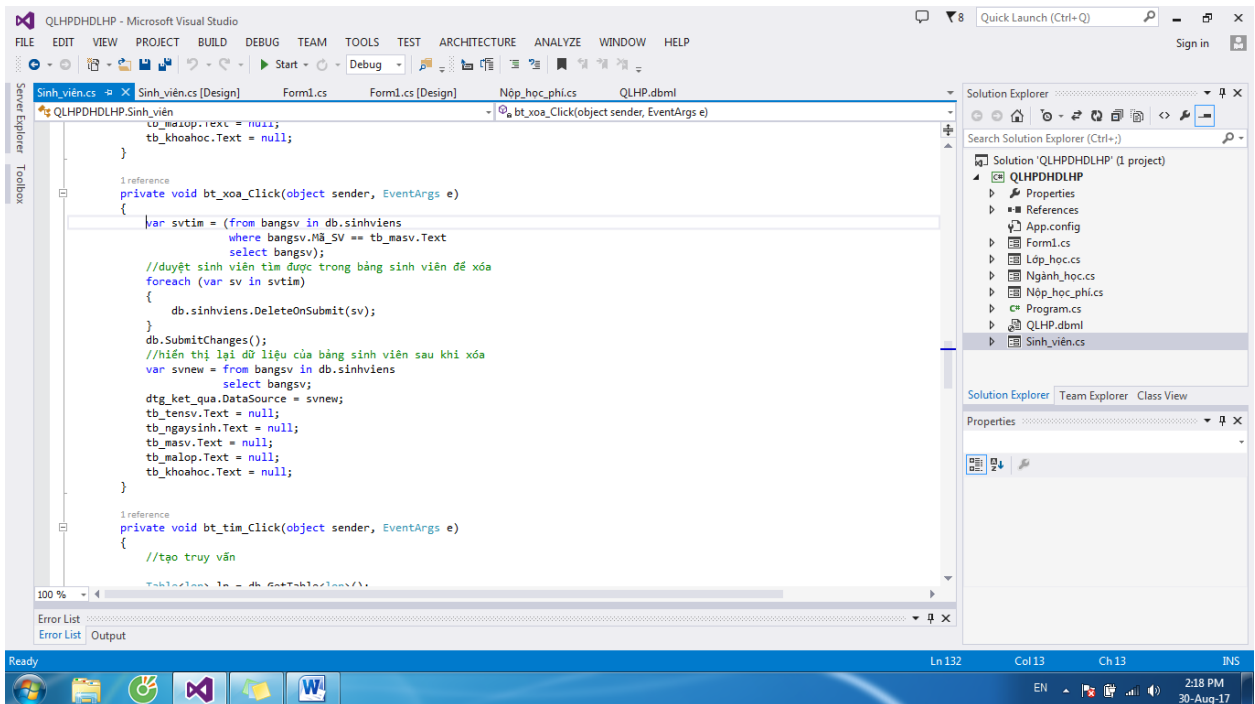 QLHPDHDLHP - Microsoft Visual Studio
8
Quick Launch (Ctrl+Q)
FILE EDIT VIEW PROJECT BUILD DEBUG TEAM TOOLS TEST ARCHITECTURE ANALYZE WINDOW HELP
Sign in
Start
Debug
Server Explorer
Toolbox
Sinh_viên.cs
Sinh_viên.cs [Design]
Form1.cs
Form1.cs [Design]
Nộp_học_phí.cs
QLHP.dbml
QLHPDHDLHP.Sinh_viên
bt_xoa_Click(object sender, EventArgs e)
tb_malop.Text = null;
tb_khoahoc.Text = null;
}
1 reference
private void bt_xoa_Click(object sender, EventArgs e)
{
var svtim = (from bangsv in db.sinhviens
where bangsv.Mã_SV == tb_masv.Text
select bangsv);
//duyệt sinh viên tìm được trong bảng sinh viên để xóa
foreach (var sv in svtim)
{
db.sinhviens.DeleteOnSubmit(sv);
}
db.SubmitChanges();
//hiển thị lại dữ liệu của bảng sinh viên sau khi xóa
var svnew = from bangsv in db.sinhviens
select bangsv;
dtg_ket_qua.DataSource = svnew;
tb_tensv.Text = null;
tb_ngaysinh.Text = null;
tb_masv.Text = null;
tb_malop.Text = null;
tb_khoahoc.Text = null;
}
1 reference
private void bt_tim_Click(object sender, EventArgs e)
{
//tạo truy vấn
Table<lop> lp = db.GetTable<lop>();
100 %
Error List
Error List Output
Solution Explorer
Search Solution Explorer (Ctrl+;)
Solution 'QLHPDHDLHP' (1 project)
QLHPDHDLHP
Properties
References
App.config
Form1.cs
Lớp_học.cs
Ngành_học.cs
Nộp_học_phí.cs
Program.cs
QLHP.dbml
Sinh_viên.cs
Solution Explorer Team Explorer Class View
Properties
Ready
Ln 132
Col 13
Ch 13
INS
EN
2:18 PM
30-Aug-17